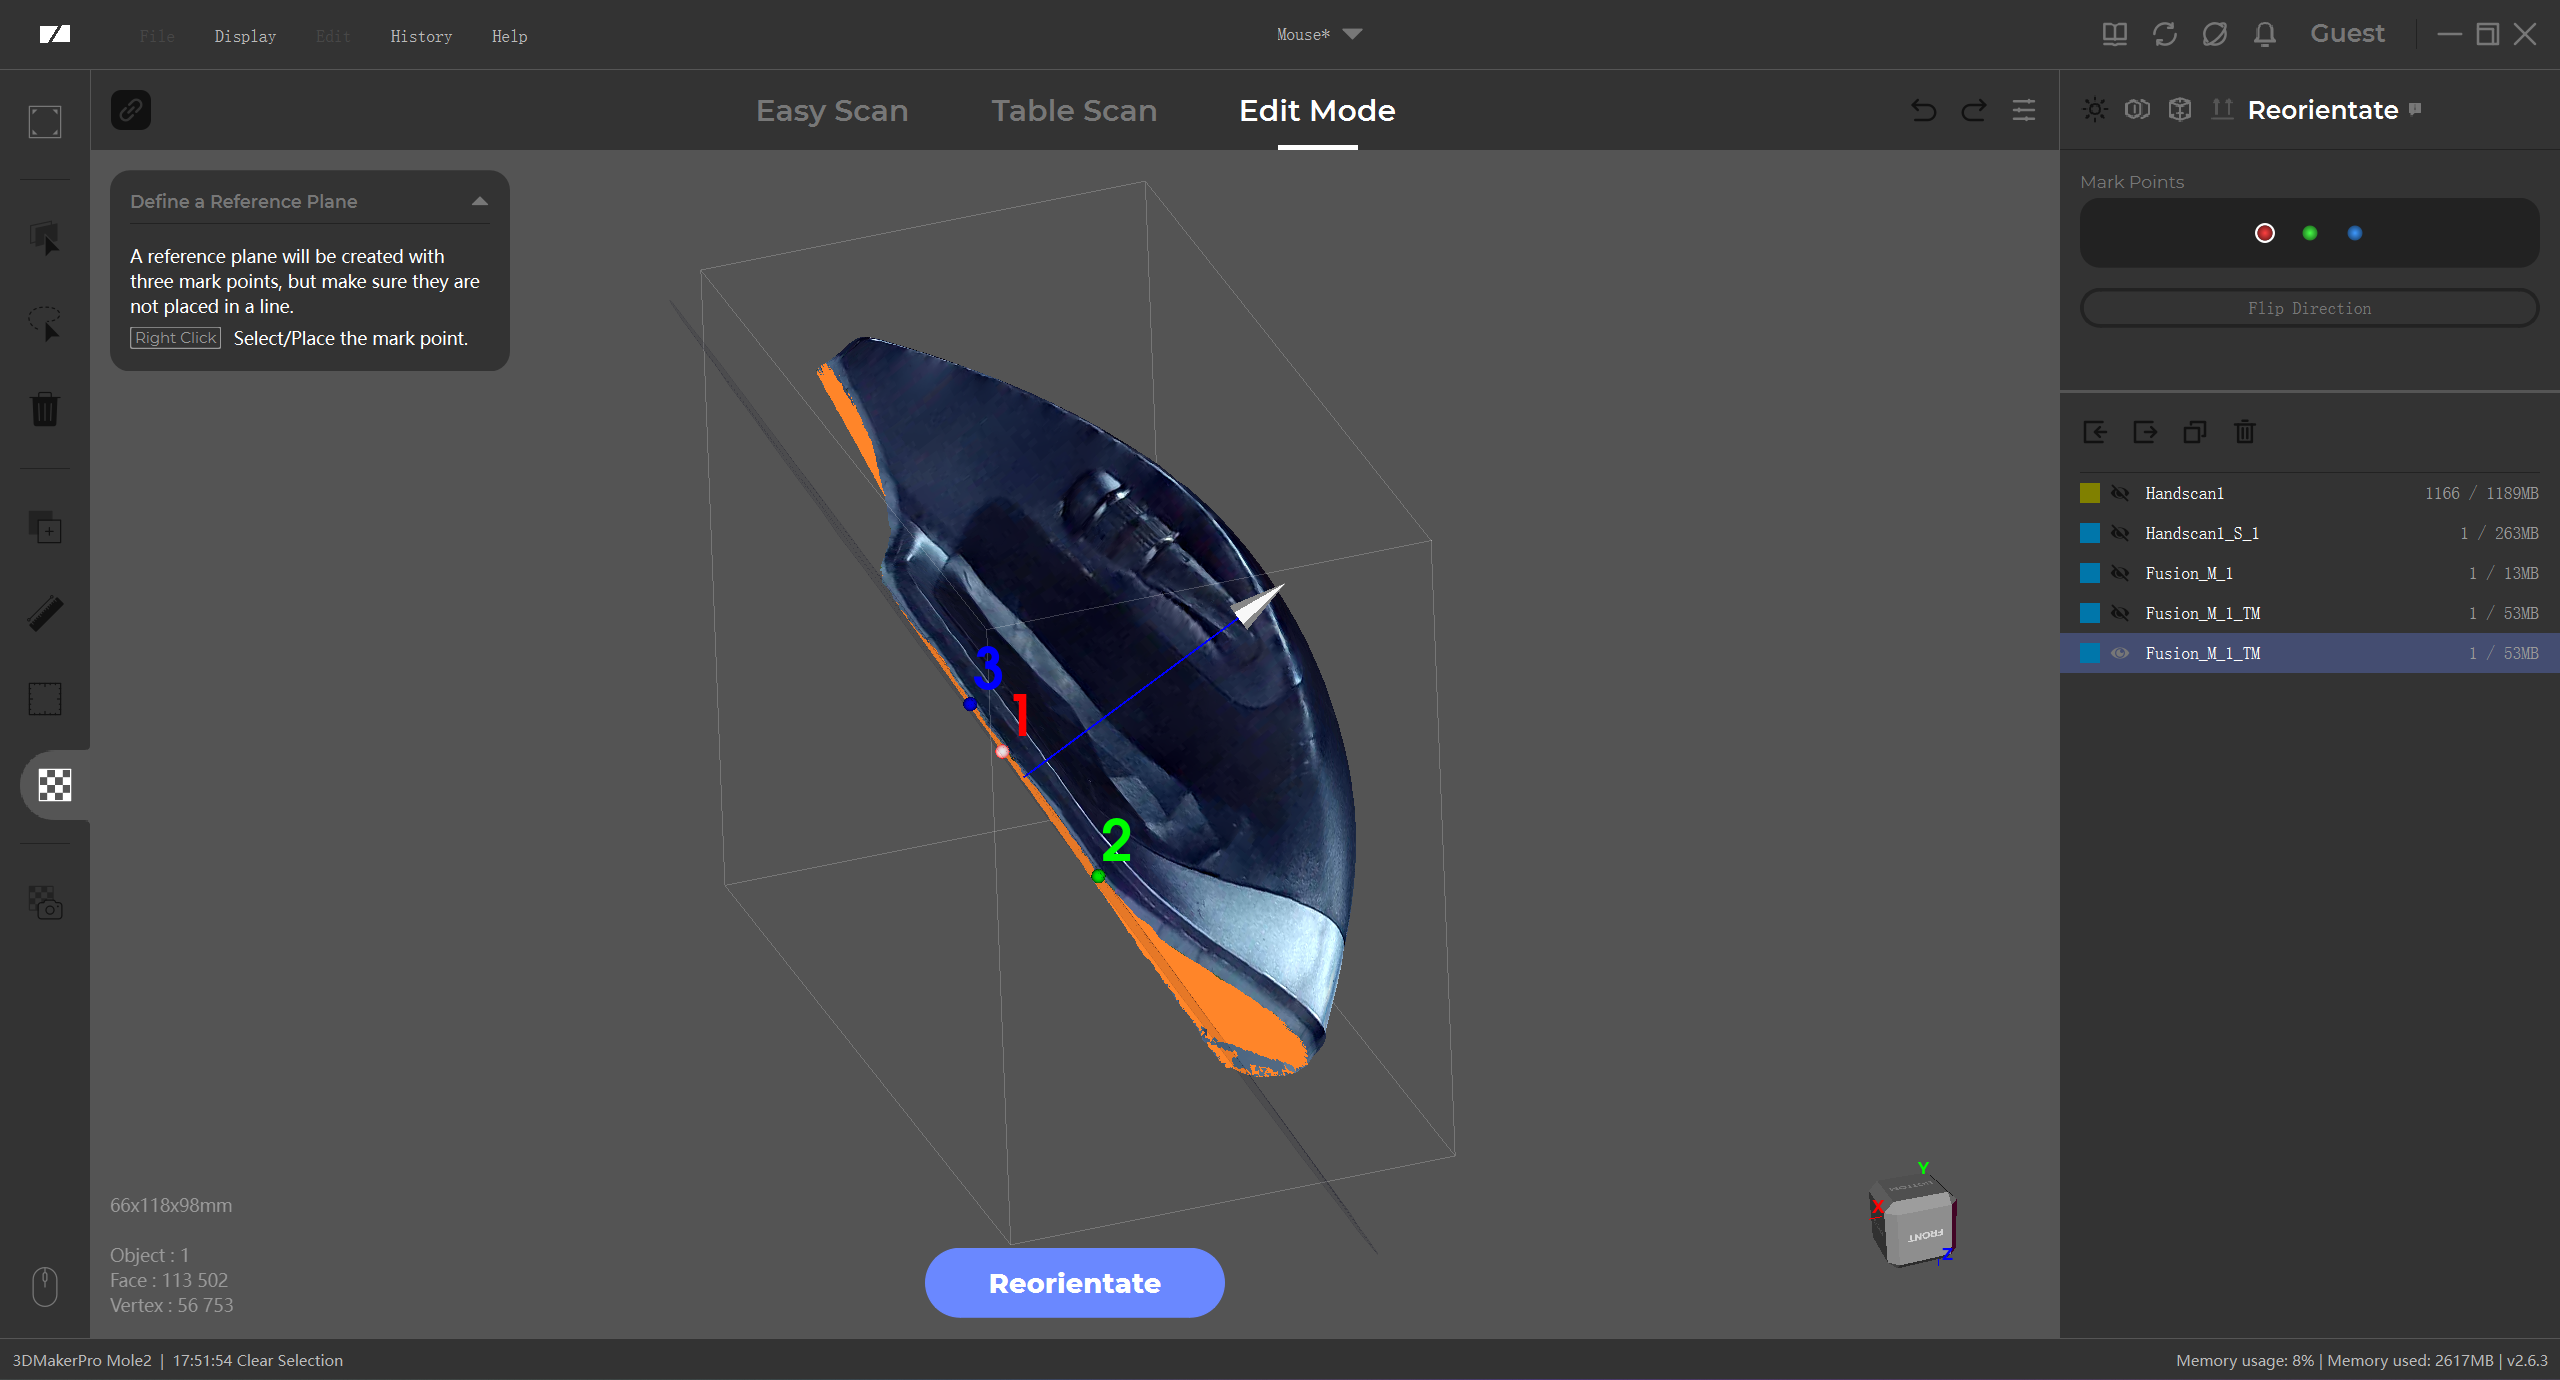 File Display Edit History Help
Mouse*
Guest
Easy Scan Table Scan Edit Mode
Reorientate
Define a Reference Plane
A reference plane will be created with
three mark points, but make sure they are
not placed in a line.
Right Click Select/Place the mark point.
Mark Points
Flip Direction
Handscan1 1166 / 1189MB
Handscan1_S_1 1 / 263MB
Fusion_M_1 1 / 13MB
Fusion_M_1_TM 1 / 53MB
Fusion_M_1_TM 1 / 53MB
3
1
2
66x118x98mm
Object : 1
Face : 113 502
Vertex : 56 753
Y
BOTTOM
X
FRONT
Z
Reorientate
3DMakerPro Mole2 | 17:51:54 Clear Selection
Memory usage: 8% | Memory used: 2617MB | v2.6.3